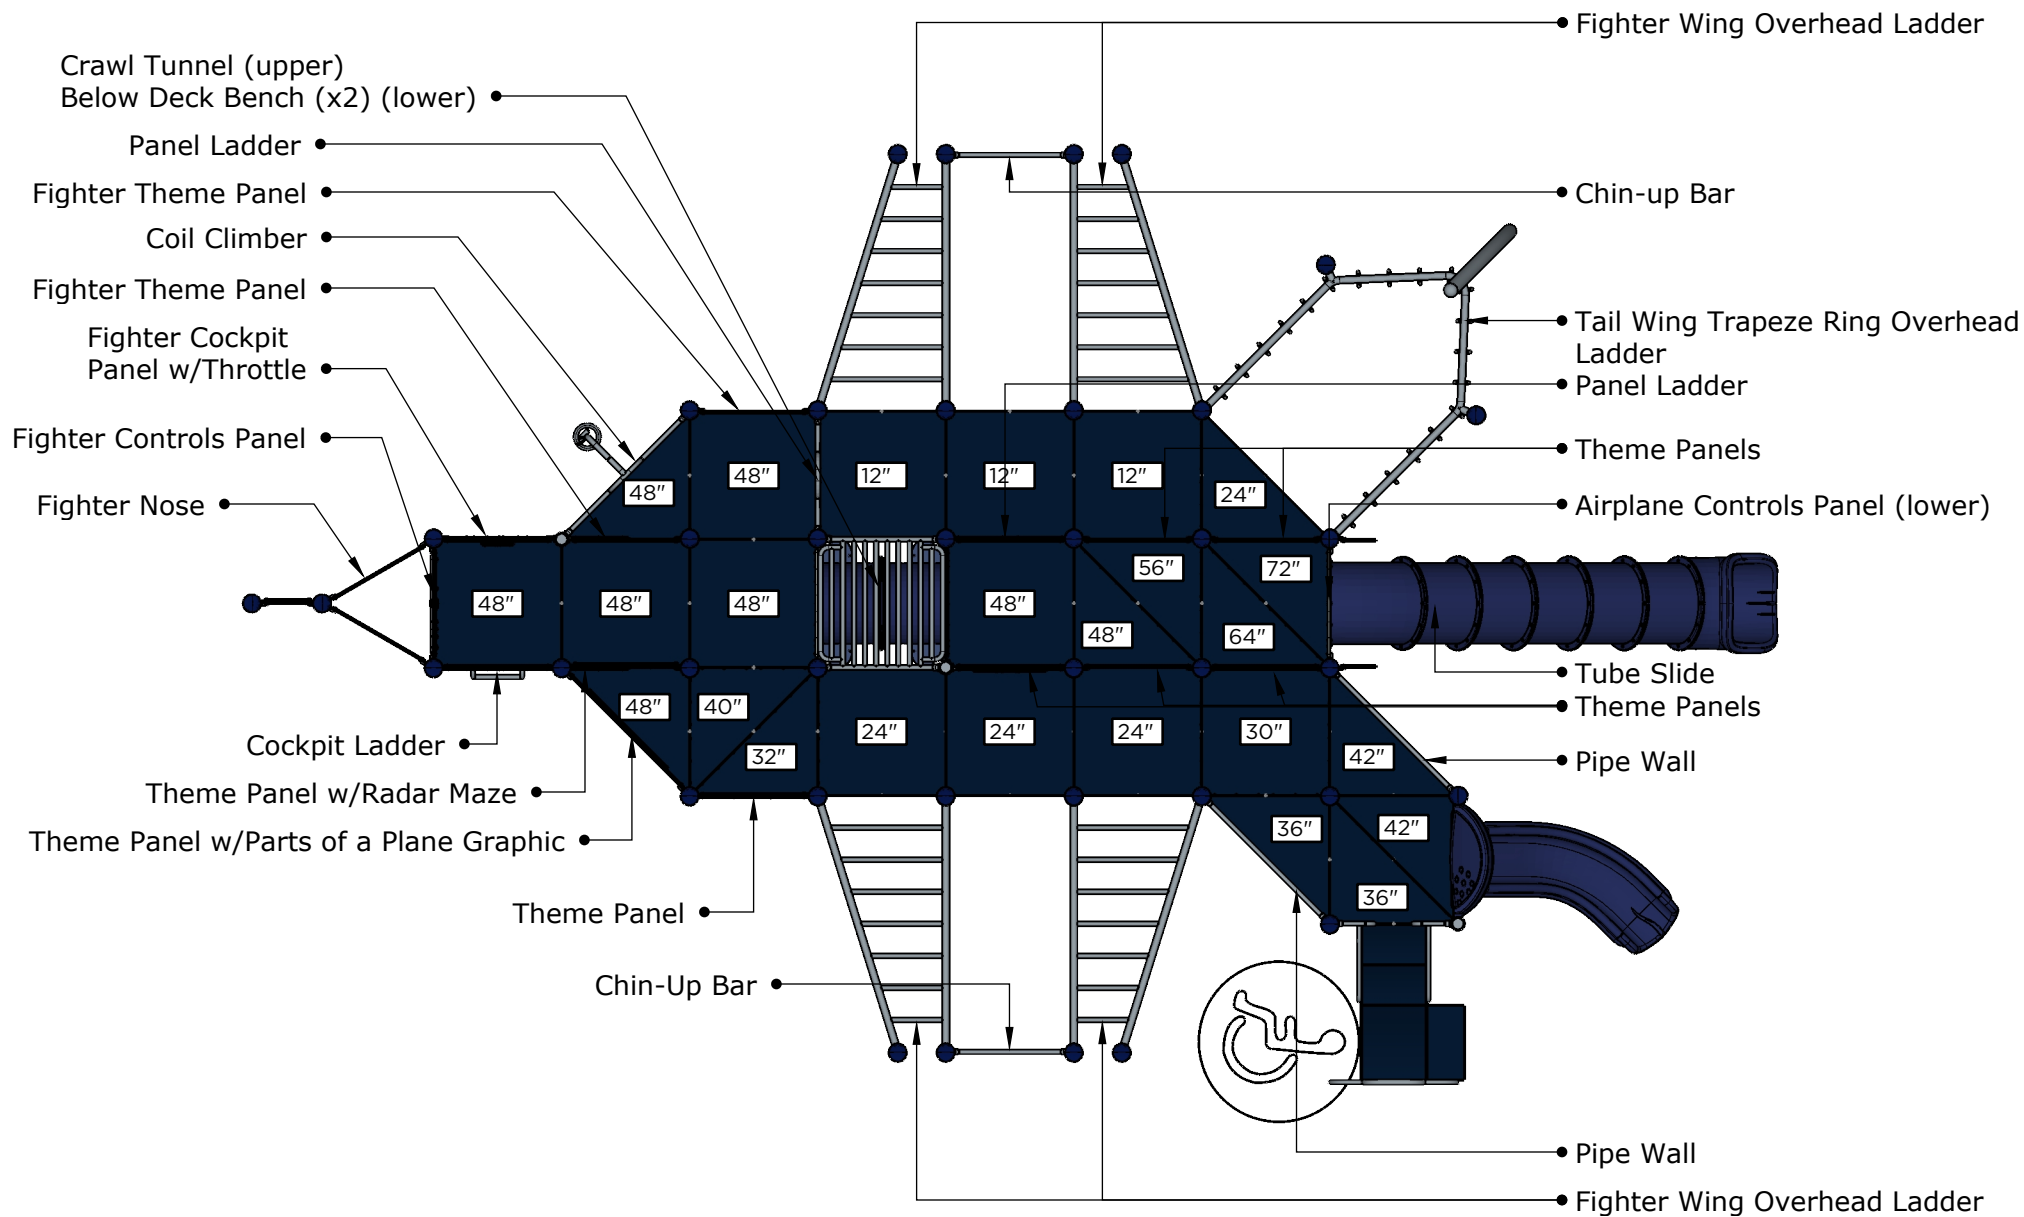 Fighter Wing Overhead Ladder
Crawl Tunnel (upper)
Below Deck Bench (x2) (lower)
Panel Ladder
Fighter Theme Panel
Chin-up Bar
Coil Climber
Fighter Theme Panel
Fighter Cockpit
Panel w/Throttle
Tail Wing Trapeze Ring Overhead
Ladder
Panel Ladder
Fighter Controls Panel
Theme Panels
Fighter Nose
Airplane Controls Panel (lower)
48" 48" 12" 12" 12" 24"
56" 72"
48" 48" 48" 48" 48" 64"
Tube Slide
Theme Panels
48" 40" 32" 24" 24" 24" 30" 42"
Cockpit Ladder
Pipe Wall
Theme Panel w/Radar Maze
Theme Panel w/Parts of a Plane Graphic
36" 42"
36"
Theme Panel
Chin-Up Bar
Pipe Wall
Fighter Wing Overhead Ladder